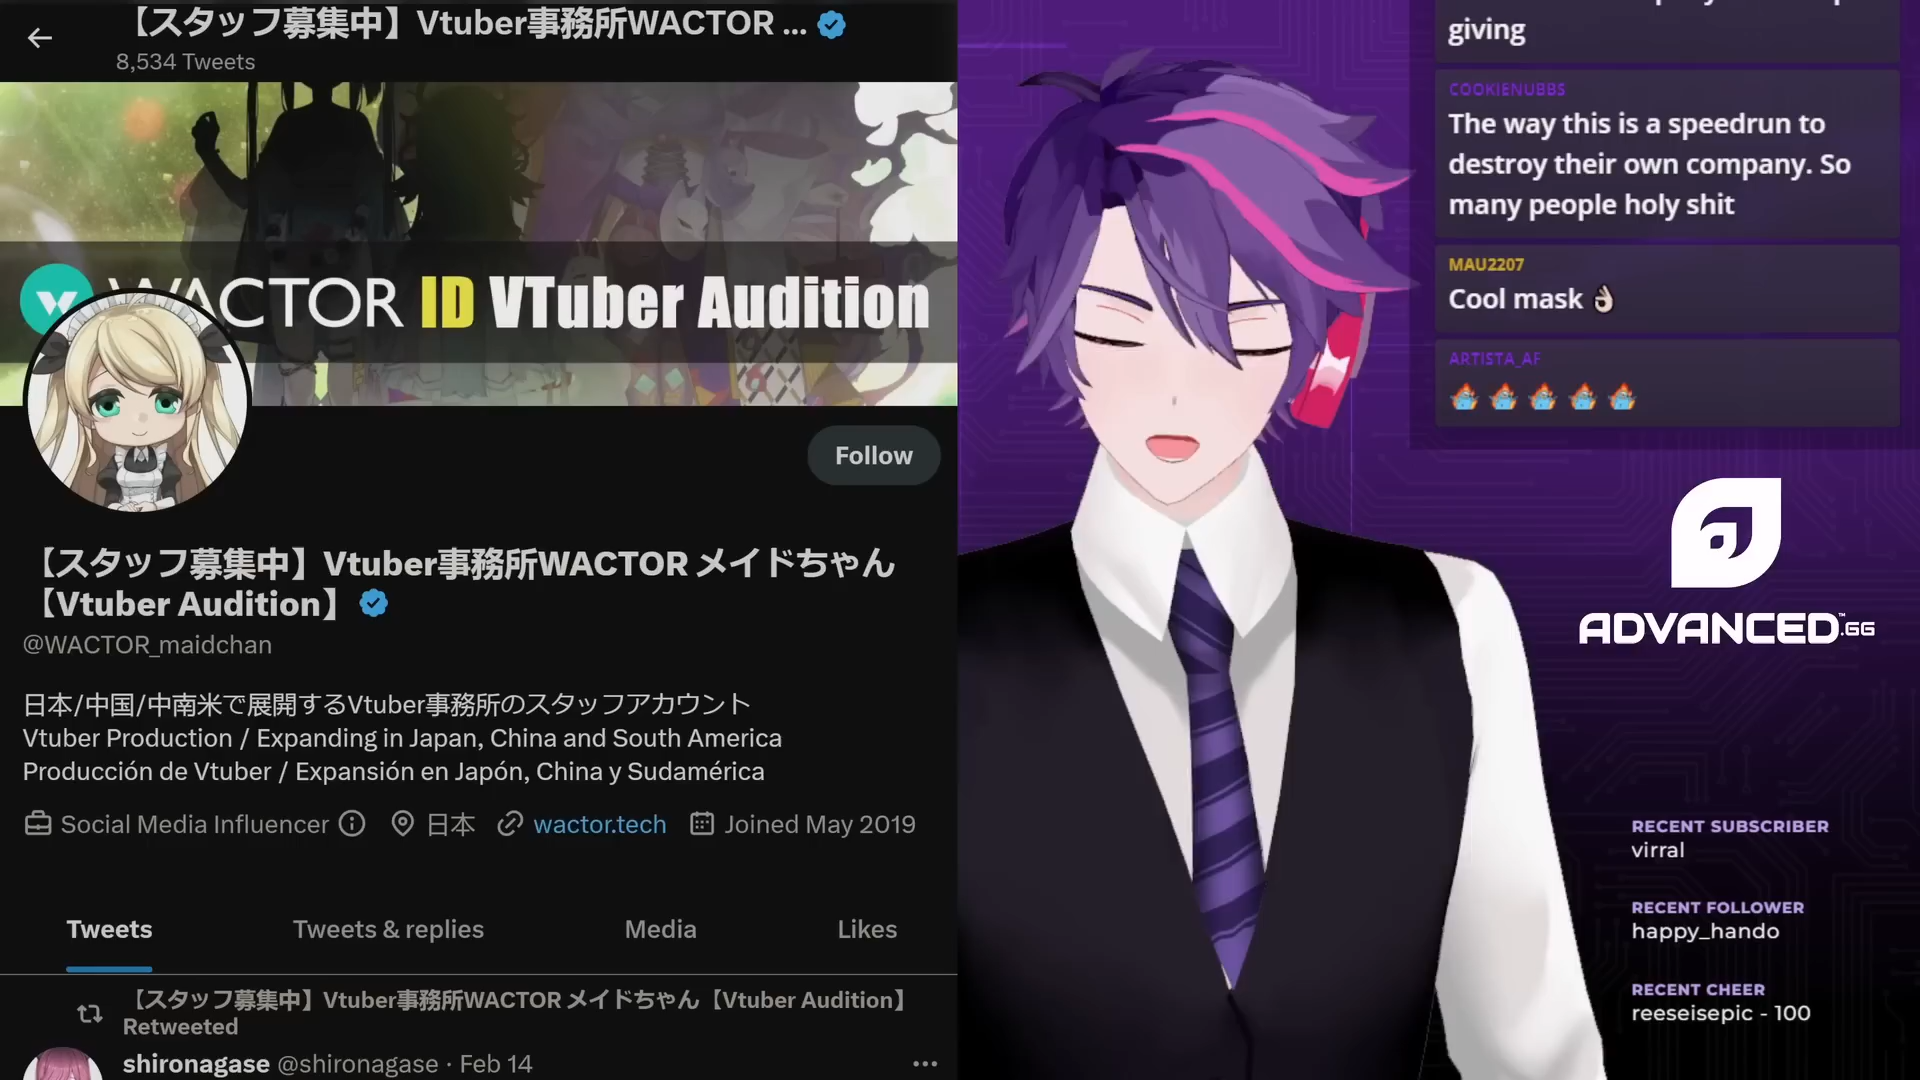 【スタッフ募集中】Vtuber事務所WACTOR ...
8,534 Tweets
WACTOR ID VTuber Audition
Follow
【スタッフ募集中】Vtuber事務所WACTOR メイドちゃん
【Vtuber Audition】
@WACTOR_maidchan
日本/中国/中南米で展開するVtuber事務所のスタッフアカウント
Vtuber Production / Expanding in Japan, China and South America
Producción de Vtuber / Expansión en Japón, China y Sudamérica
Social Media Influencer 日本 wactor.tech Joined May 2019
Tweets Tweets & replies Media Likes
【スタッフ募集中】Vtuber事務所WACTOR メイドちゃん【Vtuber Audition】
Retweeted
shironagase @shironagase · Feb 14
giving
COOKIENUBBS
The way this is a speedrun to
destroy their own company. So
many people holy shit
MAU2207
Cool mask 👌🏻
ARTISTA_AF
ADVANCED.GG™
RECENT SUBSCRIBER
virral
RECENT FOLLOWER
happy_hando
RECENT CHEER
reeseisepic - 100